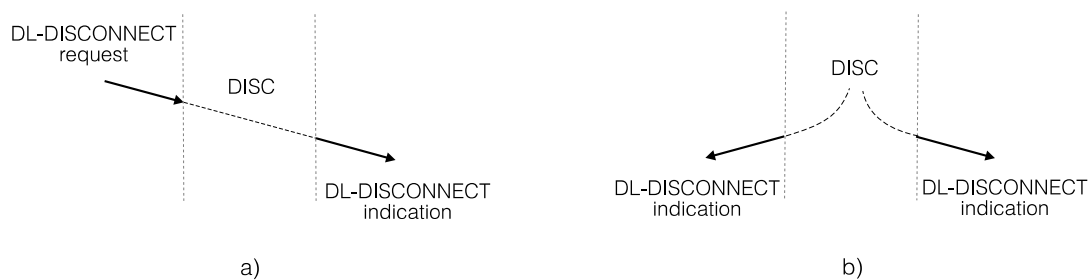 DL-DISCONNECT
request
DISC
DL-DISCONNECT
indication
a)
DISC
DL-DISCONNECT
indication
DL-DISCONNECT
indication
b)